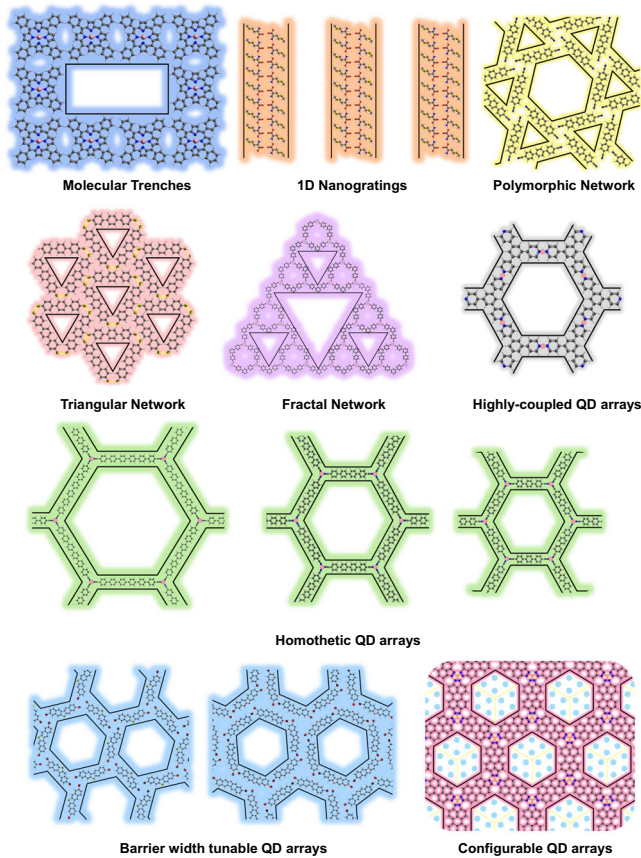 Molecular Trenches
1D Nanogratings
Polymorphic Network
Triangular Network
Fractal Network
Highly-coupled QD arrays
Homothetic QD arrays
Barrier width tunable QD arrays
Configurable QD arrays